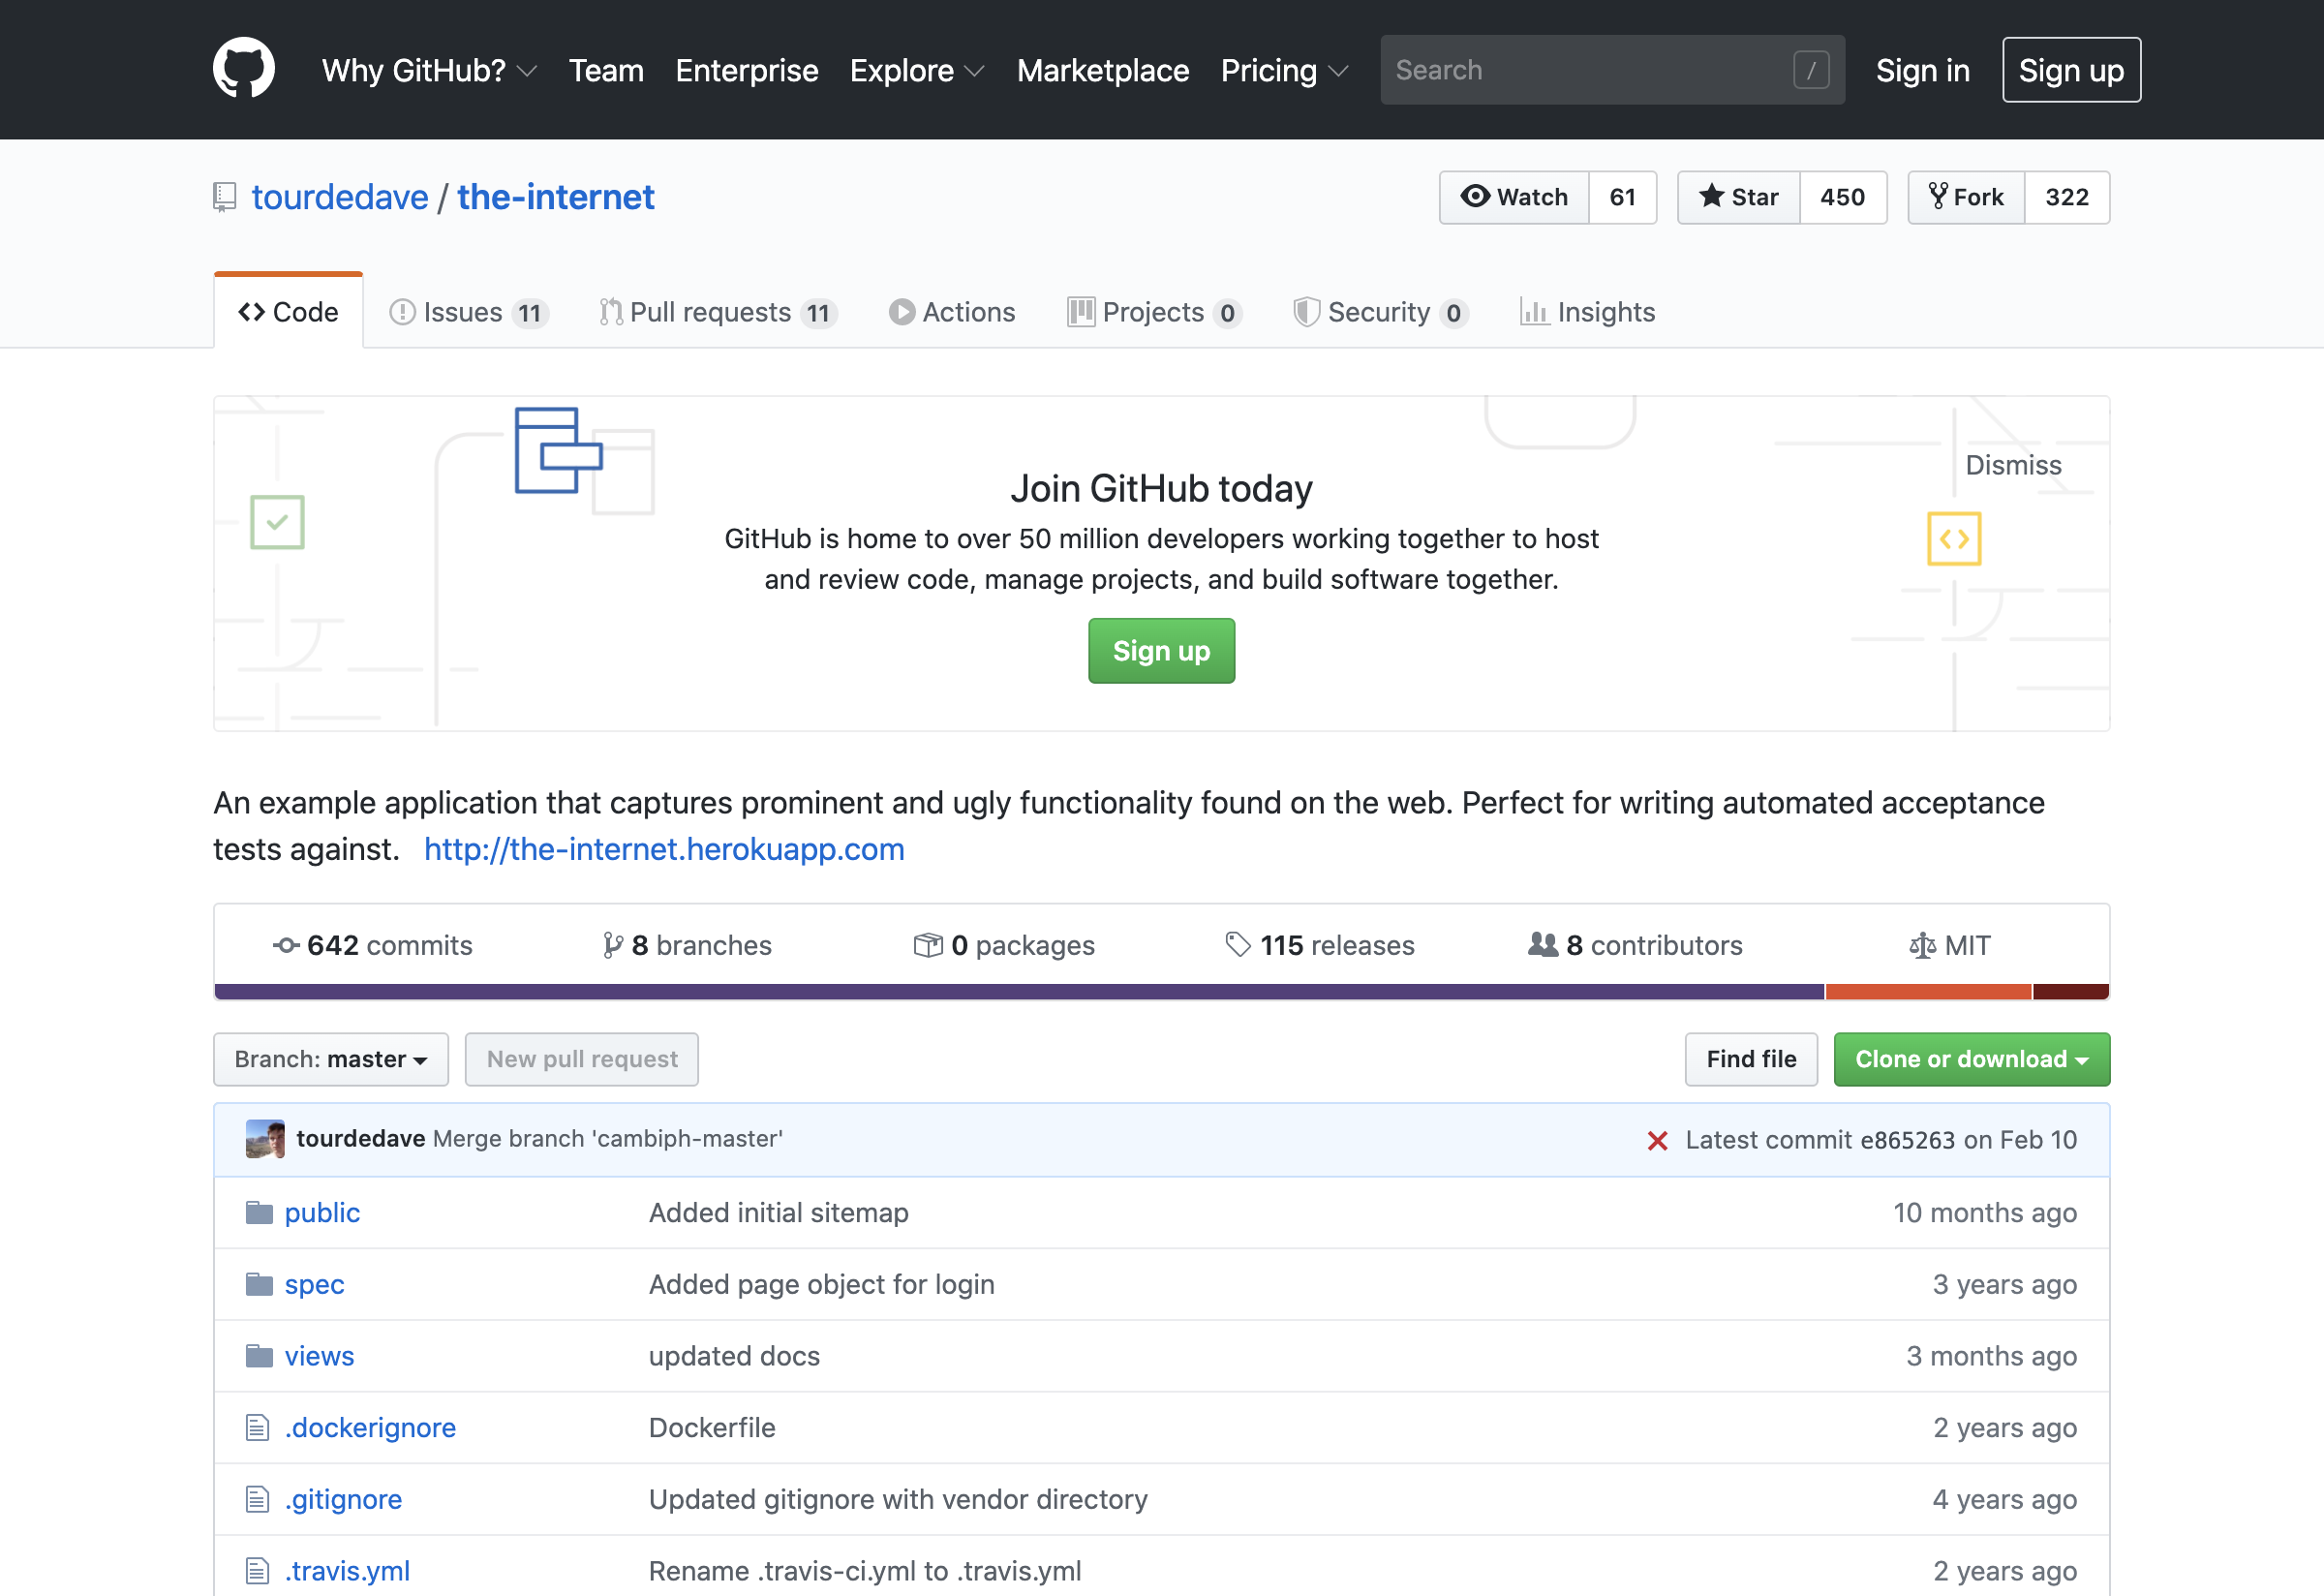 Why GitHub? Team Enterprise Explore Marketplace Pricing Search / Sign in Sign up
tourdedave / the-internet Watch 61 Star 450 Fork 322
Code Issues 11 Pull requests 11 Actions Projects 0 Security 0 Insights
Dismiss
Join GitHub today
GitHub is home to over 50 million developers working together to host
and review code, manage projects, and build software together.
Sign up
An example application that captures prominent and ugly functionality found on the web. Perfect for writing automated acceptance
tests against. http://the-internet.herokuapp.com
642 commits 8 branches 0 packages 115 releases 8 contributors MIT
Branch: master New pull request Find file Clone or download
tourdedave Merge branch 'cambiph-master' Latest commit e865263 on Feb 10
public Added initial sitemap 10 months ago
spec Added page object for login 3 years ago
views updated docs 3 months ago
.dockerignore Dockerfile 2 years ago
.gitignore Updated gitignore with vendor directory 4 years ago
.travis.yml Rename .travis-ci.yml to .travis.yml 2 years ago